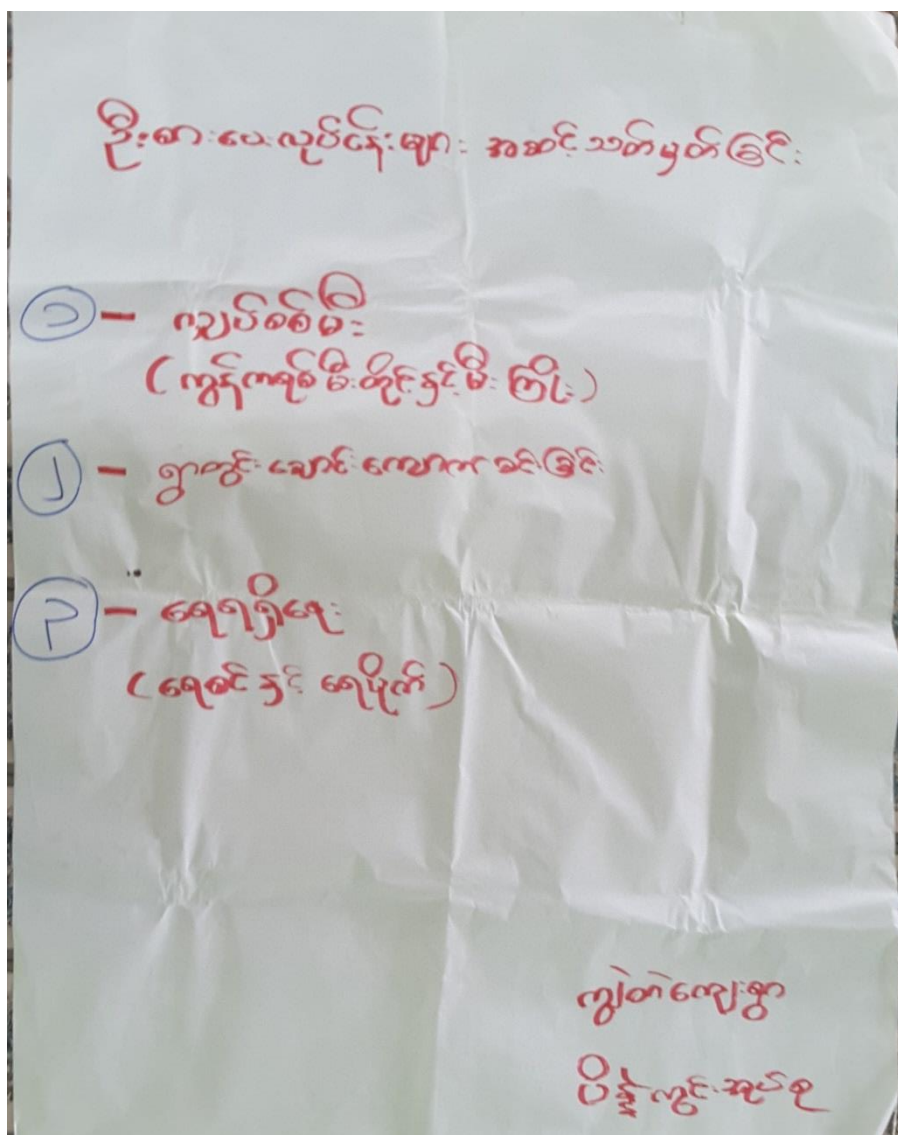 ဦးစားပေးလုပ်ငန်းများ အဆင့်သတ်မှတ်ခြင်း
၁ - လျှပ်စစ်မီး
(ကွန်ကရစ်မီးတိုင်နှင့်မီးကြိုး)
၂ - ရွာတွင်းလျှောင်းကျောက်ခင်းခြင်း
၃ - ရေရရှိရေး
(ရေစင်နှင့် ရေပိုက်)
ကျွဲတဲကျေးရွာ
ပိန္နဲကွင်းအုပ်စု